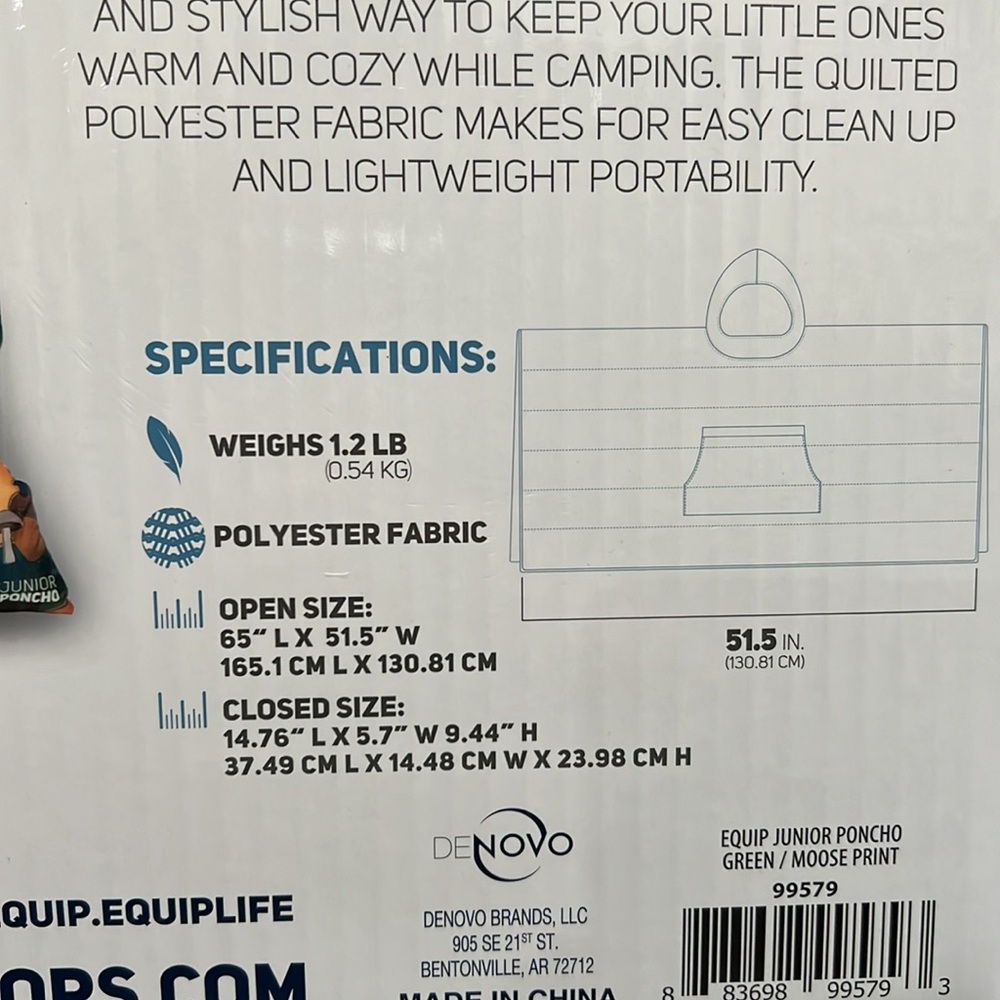 AND STYLISH WAY TO KEEP YOUR LITTLE ONES
WARM AND COZY WHILE CAMPING. THE QUILTED
POLYESTER FABRIC MAKES FOR EASY CLEAN UP
AND LIGHTWEIGHT PORTABILITY.
SPECIFICATIONS:
WEIGHS 1.2 LB
(0.54 KG)
POLYESTER FABRIC
OPEN SIZE:
65“ L X 51.5” W
165.1 CM L X 130.81 CM
CLOSED SIZE:
14.76“ L X 5.7” W 9.44” H
37.49 CM L X 14.48 CM W X 23.98 CM H
51.5 IN.
(130.81 CM)
JUNIOR
PONCHO
DENOVO
DENOVO BRANDS, LLC
905 SE 21ST ST.
BENTONVILLE, AR 72712
MADE IN CHINA
EQUIP JUNIOR PONCHO
GREEN / MOOSE PRINT
99579
8 83698 99579 3
QUIP.EQUIPLIFE
ORS.COM